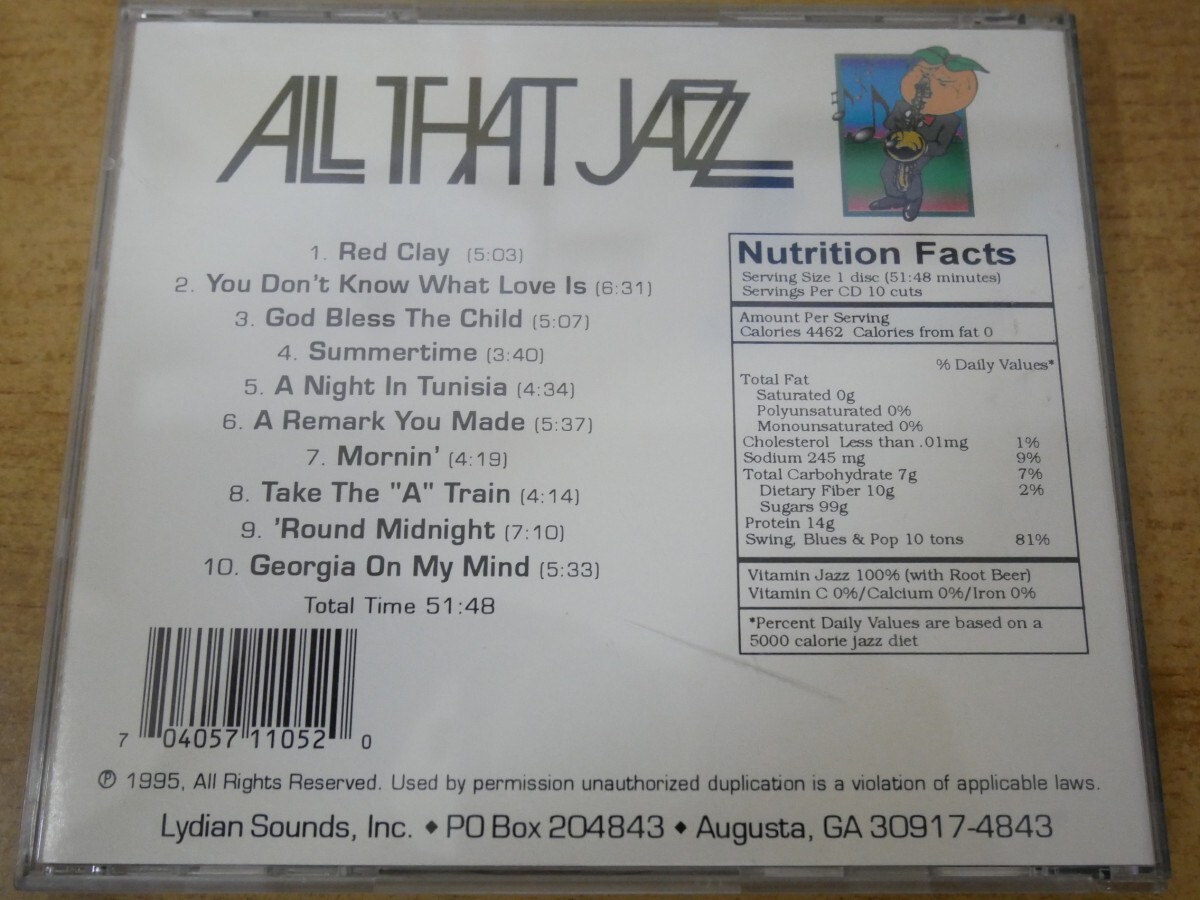 ALL THAT JAZZ
1. Red Clay (5:03)
2. You Don't Know What Love Is (6:31)
3. God Bless The Child (5:07)
4. Summertime (3:40)
5. A Night In Tunisia (4:34)
6. A Remark You Made (5:37)
7. Mornin' (4:19)
8. Take The "A" Train (4:14)
9. 'Round Midnight (7:10)
10. Georgia On My Mind (5:33)
Total Time 51:48
Nutrition Facts
Serving Size 1 disc (51:48 minutes)
Servings Per CD 10 cuts
Amount Per Serving
Calories 4462 Calories from fat 0
% Daily Values*
Total Fat
Saturated 0g
Polyunsaturated 0%
Monounsaturated 0%
Cholesterol Less than .01mg 1%
Sodium 245 mg 9%
Total Carbohydrate 7g 7%
Dietary Fiber 10g 2%
Sugars 99g
Protein 14g
Swing, Blues & Pop 10 tons 81%
Vitamin Jazz 100% (with Root Beer)
Vitamin C 0%/Calcium 0%/Iron 0%
*Percent Daily Values are based on a
5000 calorie jazz diet
7 04057 11052 0
℗ 1995, All Rights Reserved. Used by permission unauthorized duplication is a violation of applicable laws.
Lydian Sounds, Inc. ♦ PO Box 204843 ♦ Augusta, GA 30917-4843